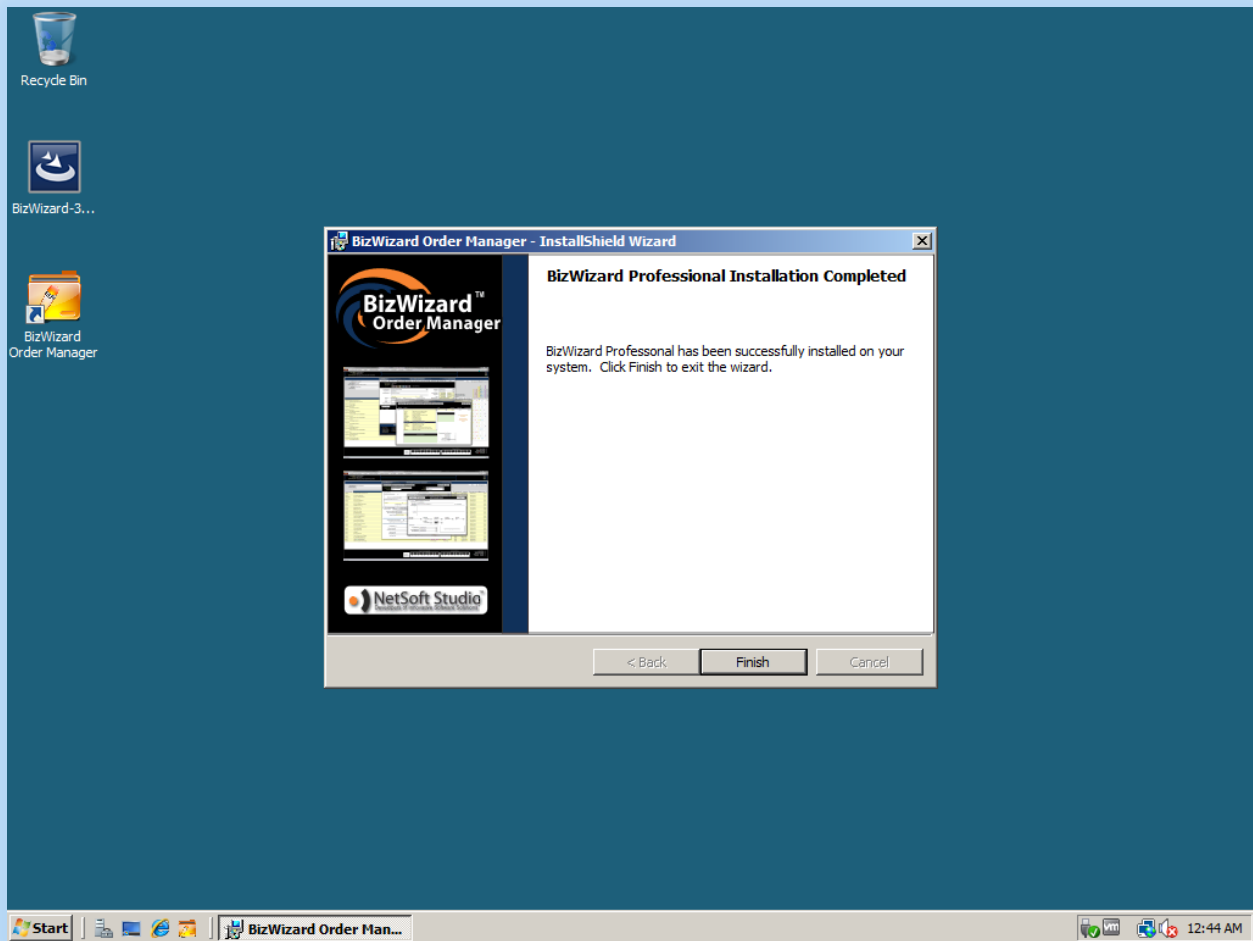 Recycle Bin
BizWizard-3...
BizWizard
Order Manager
BizWizard Order Manager - InstallShield Wizard
BizWizard™
Order Manager
NetSoft Studio
BizWizard Professional Installation Completed
BizWizard Professonal has been successfully installed on your
system. Click Finish to exit the wizard.
< Back
Finish
Cancel
Start
BizWizard Order Man...
12:44 AM